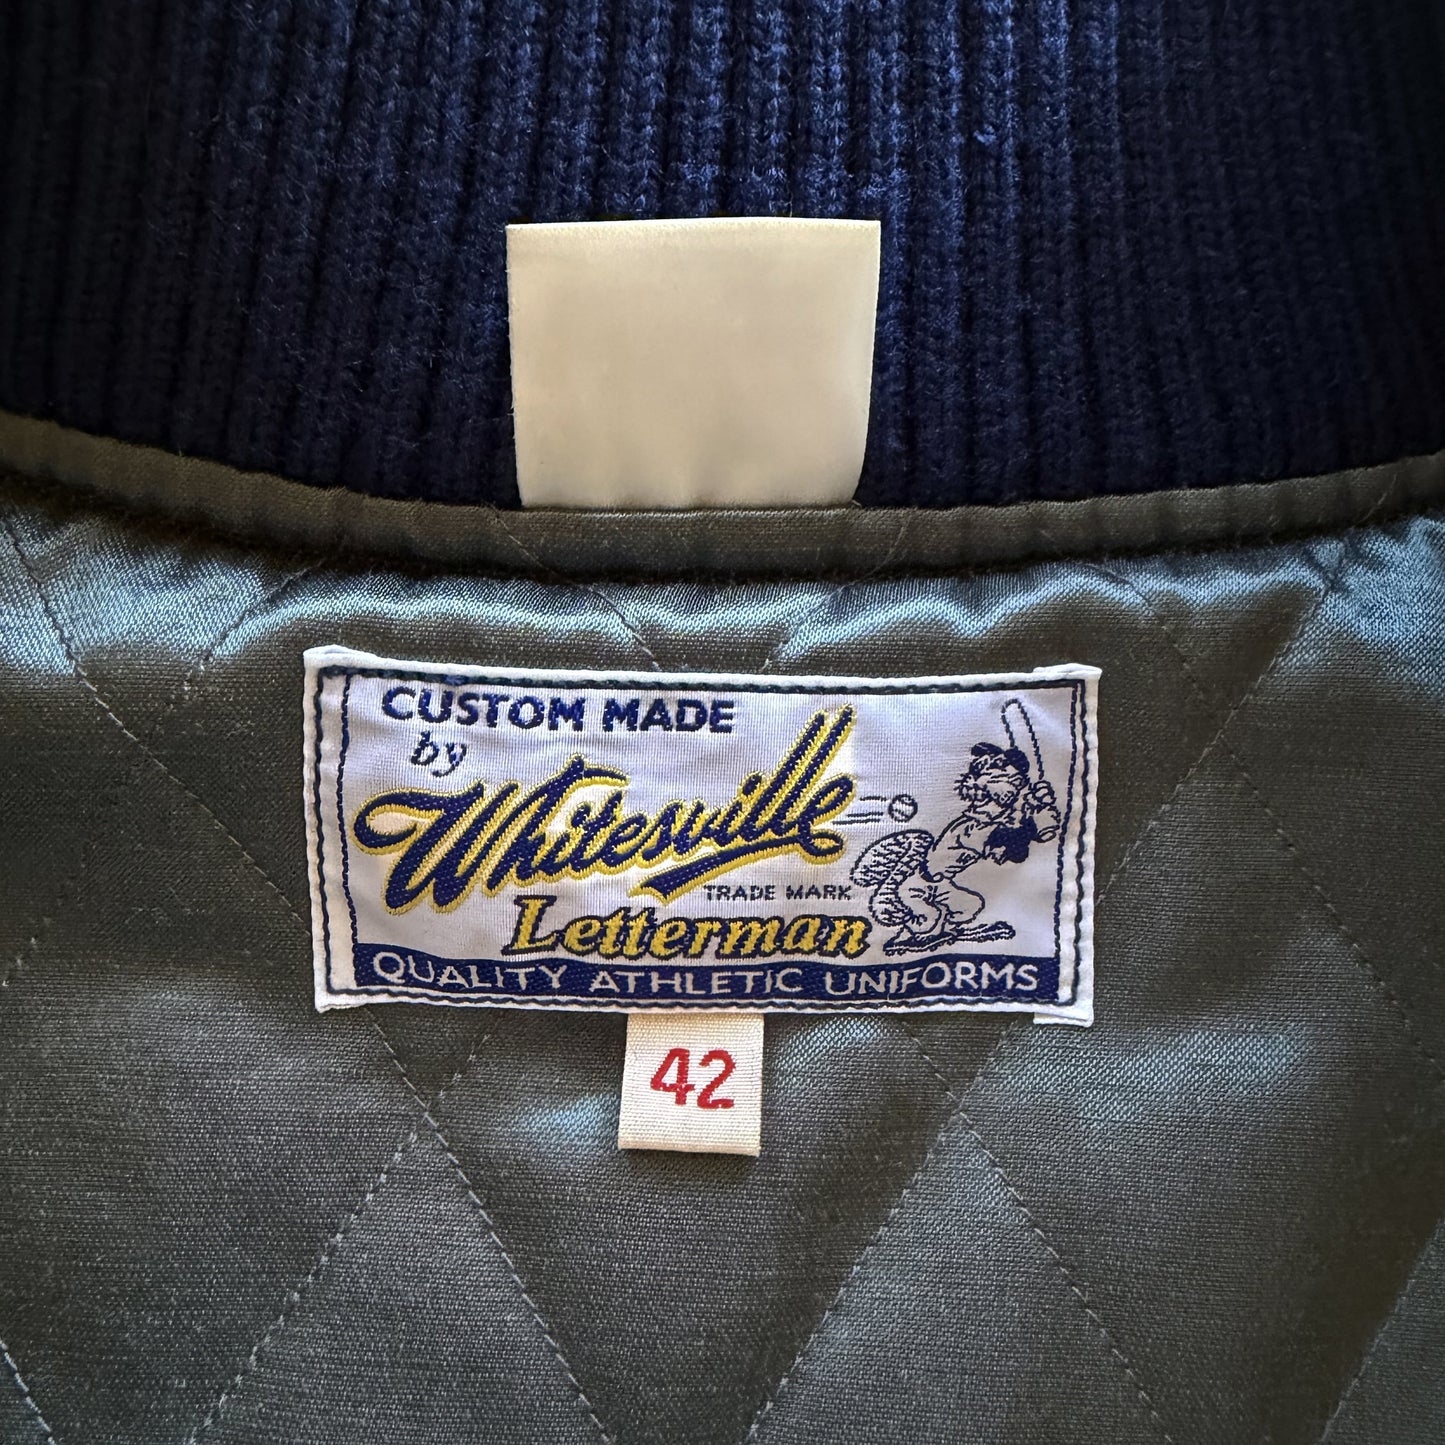 CUSTOM MADE
by
Whitesville
TRADE MARK
Letterman
QUALITY ATHLETIC UNIFORMS
42